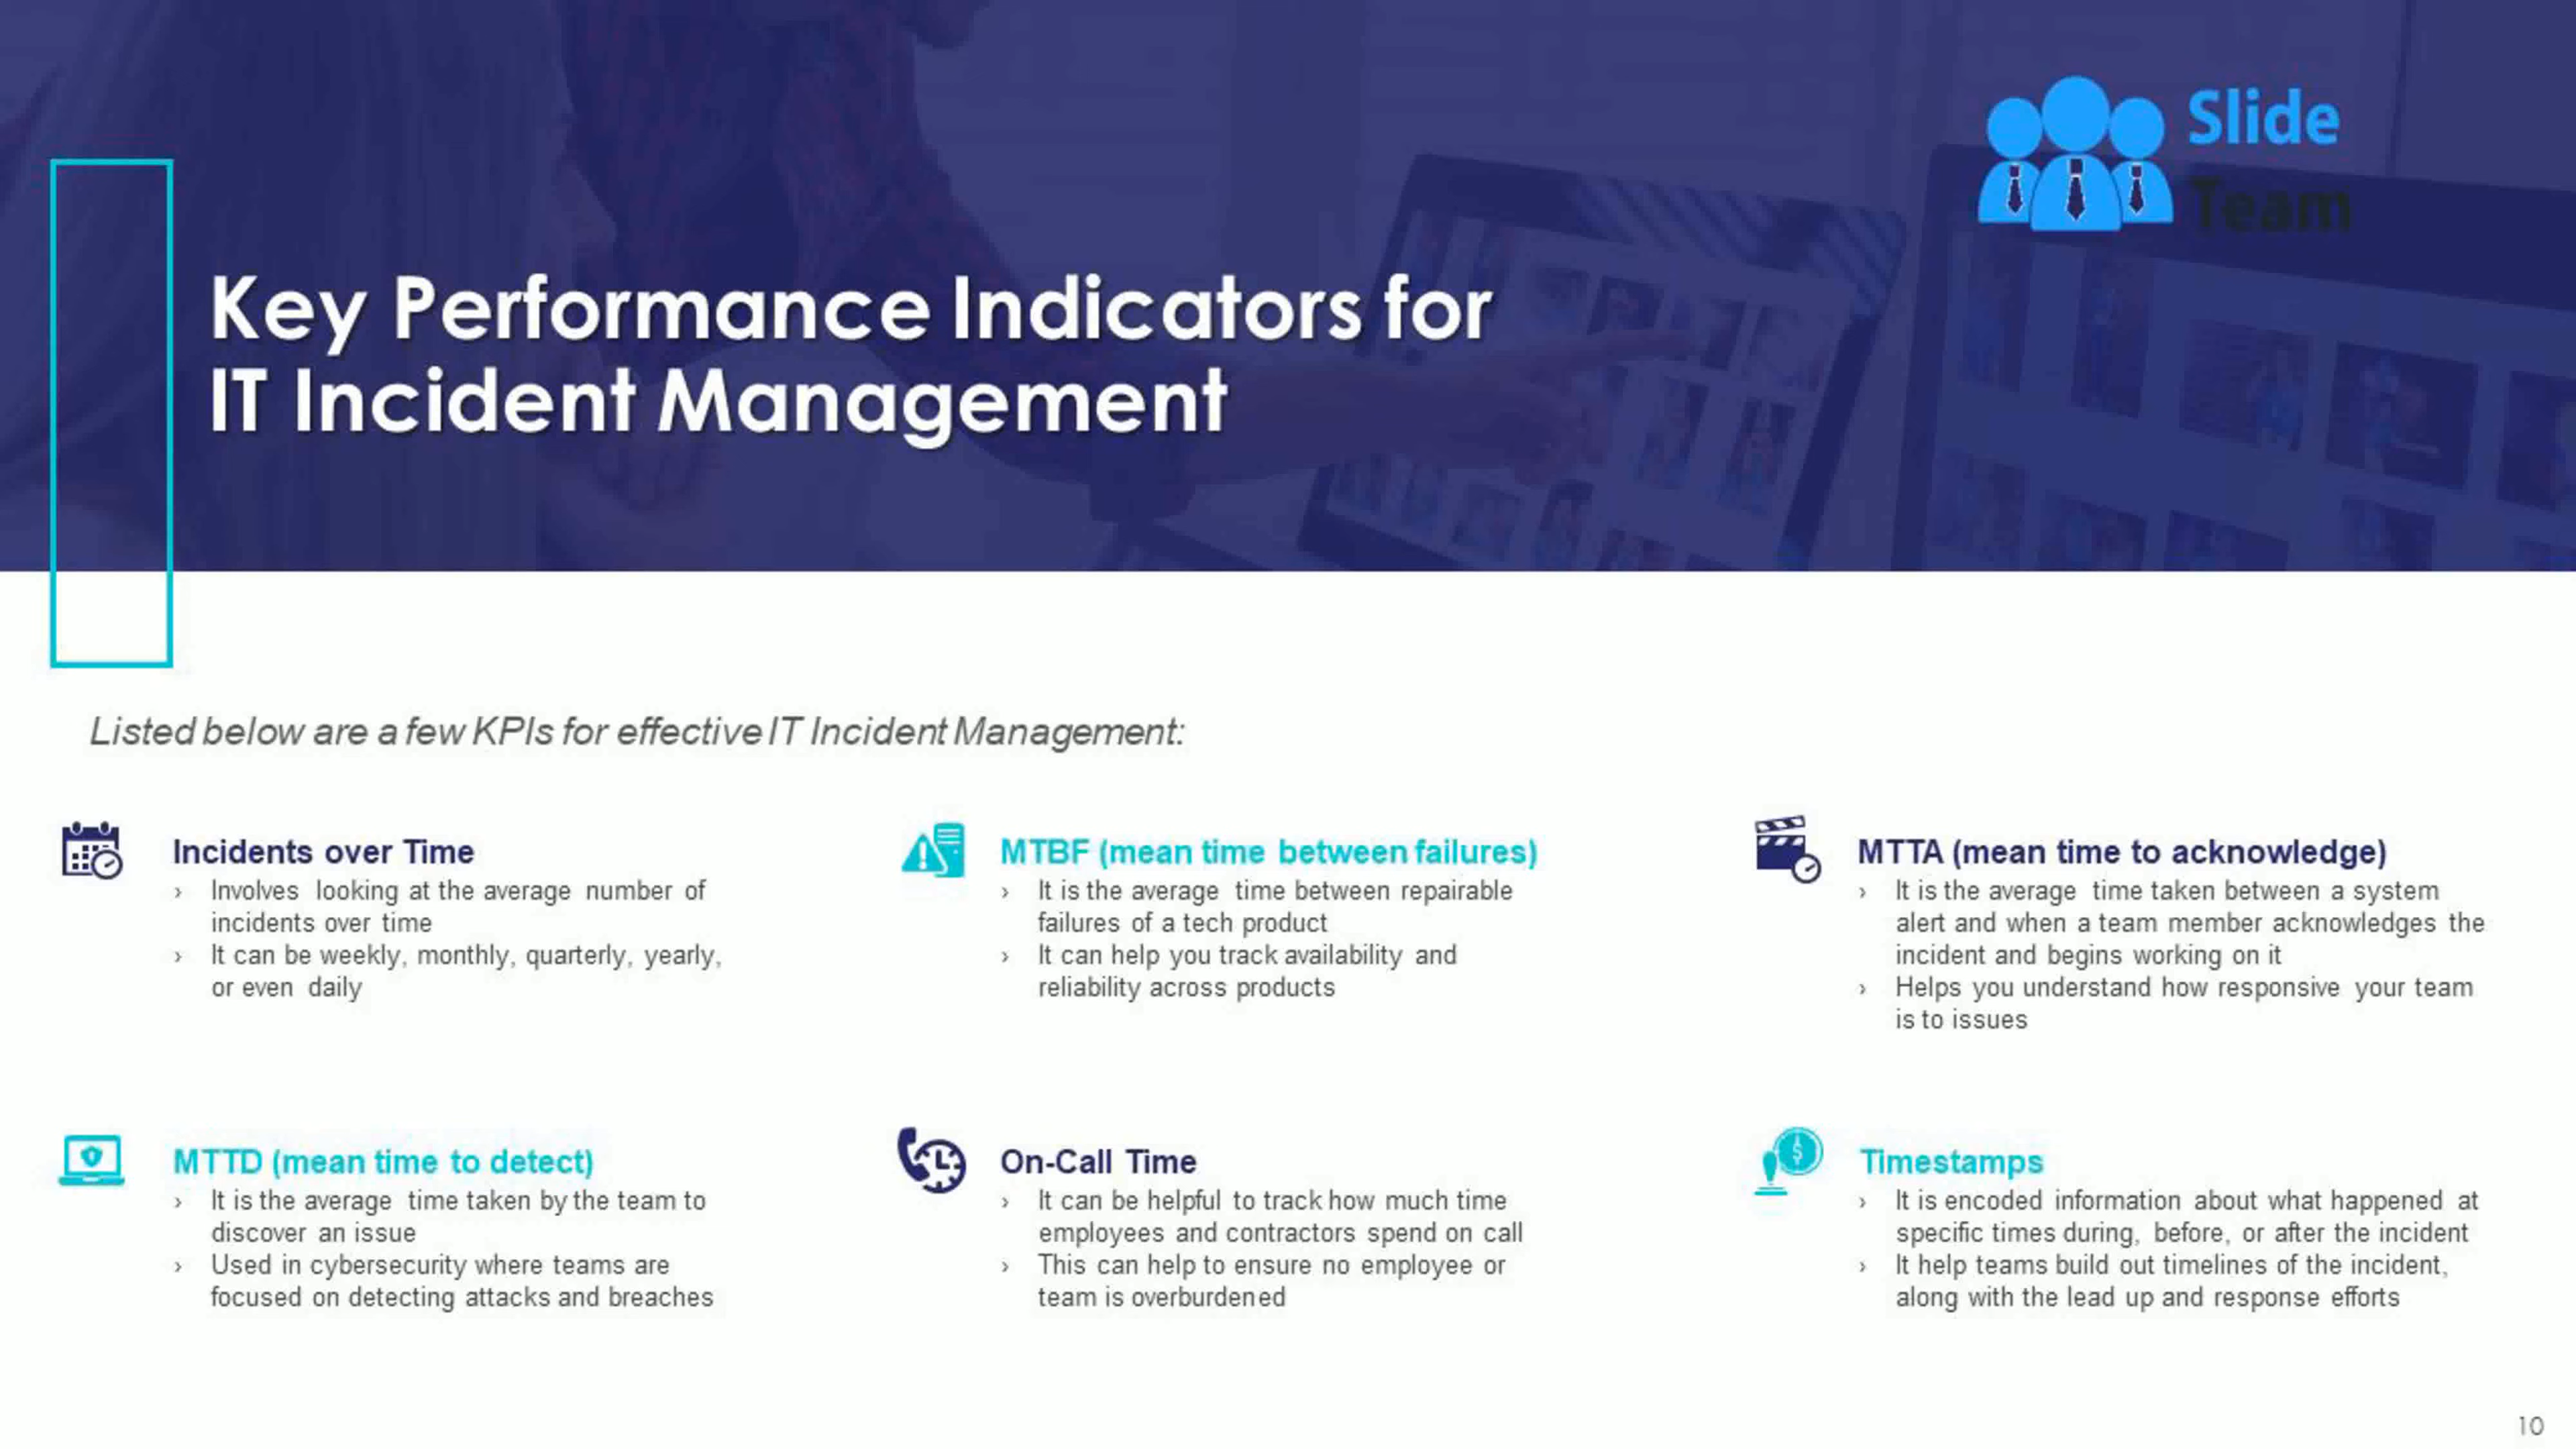 Slide
Team
Key Performance Indicators for
IT Incident Management
Listed below are a few KPIs for effective IT Incident Management:
Incidents over Time
› Involves looking at the average number of
incidents over time
› It can be weekly, monthly, quarterly, yearly,
or even daily
MTBF (mean time between failures)
› It is the average time between repairable
failures of a tech product
› It can help you track availability and
reliability across products
MTTA (mean time to acknowledge)
› It is the average time taken between a system
alert and when a team member acknowledges the
incident and begins working on it
› Helps you understand how responsive your team
is to issues
MTTD (mean time to detect)
› It is the average time taken by the team to
discover an issue
› Used in cybersecurity where teams are
focused on detecting attacks and breaches
On-Call Time
› It can be helpful to track how much time
employees and contractors spend on call
› This can help to ensure no employee or
team is overburdened
Timestamps
› It is encoded information about what happened at
specific times during, before, or after the incident
› It help teams build out timelines of the incident,
along with the lead up and response efforts
10